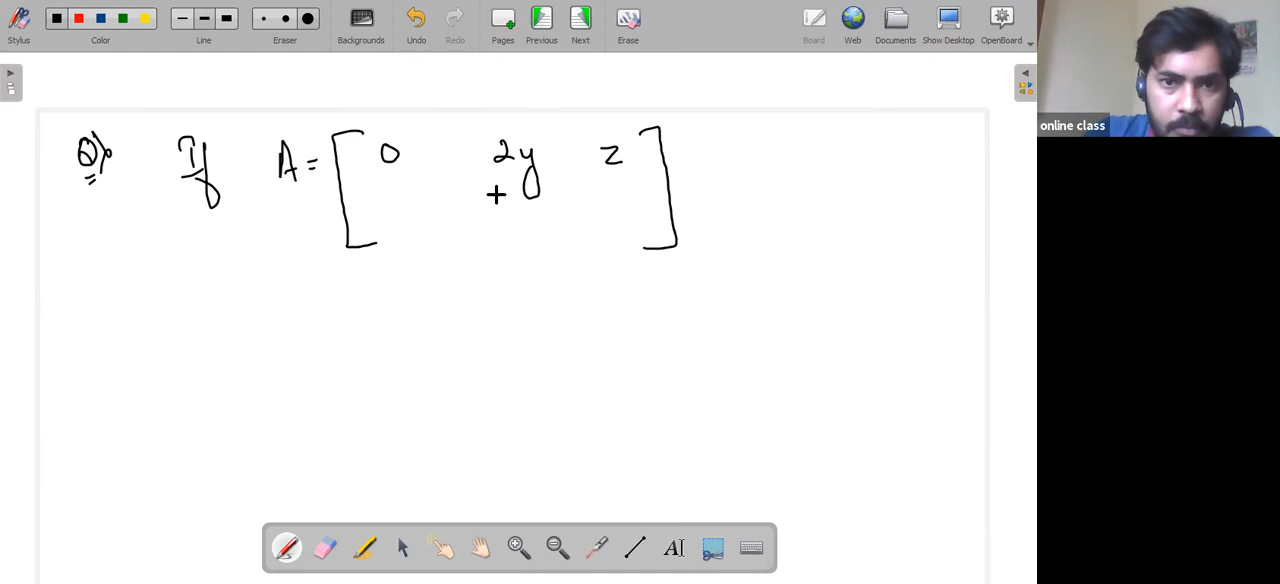 Stylus Color Line Eraser Backgrounds Undo Redo Pages Previous Next Erase Board Web Documents Show Desktop OpenBoard
online class
Q) If A = [ 0 2y z ]
AI